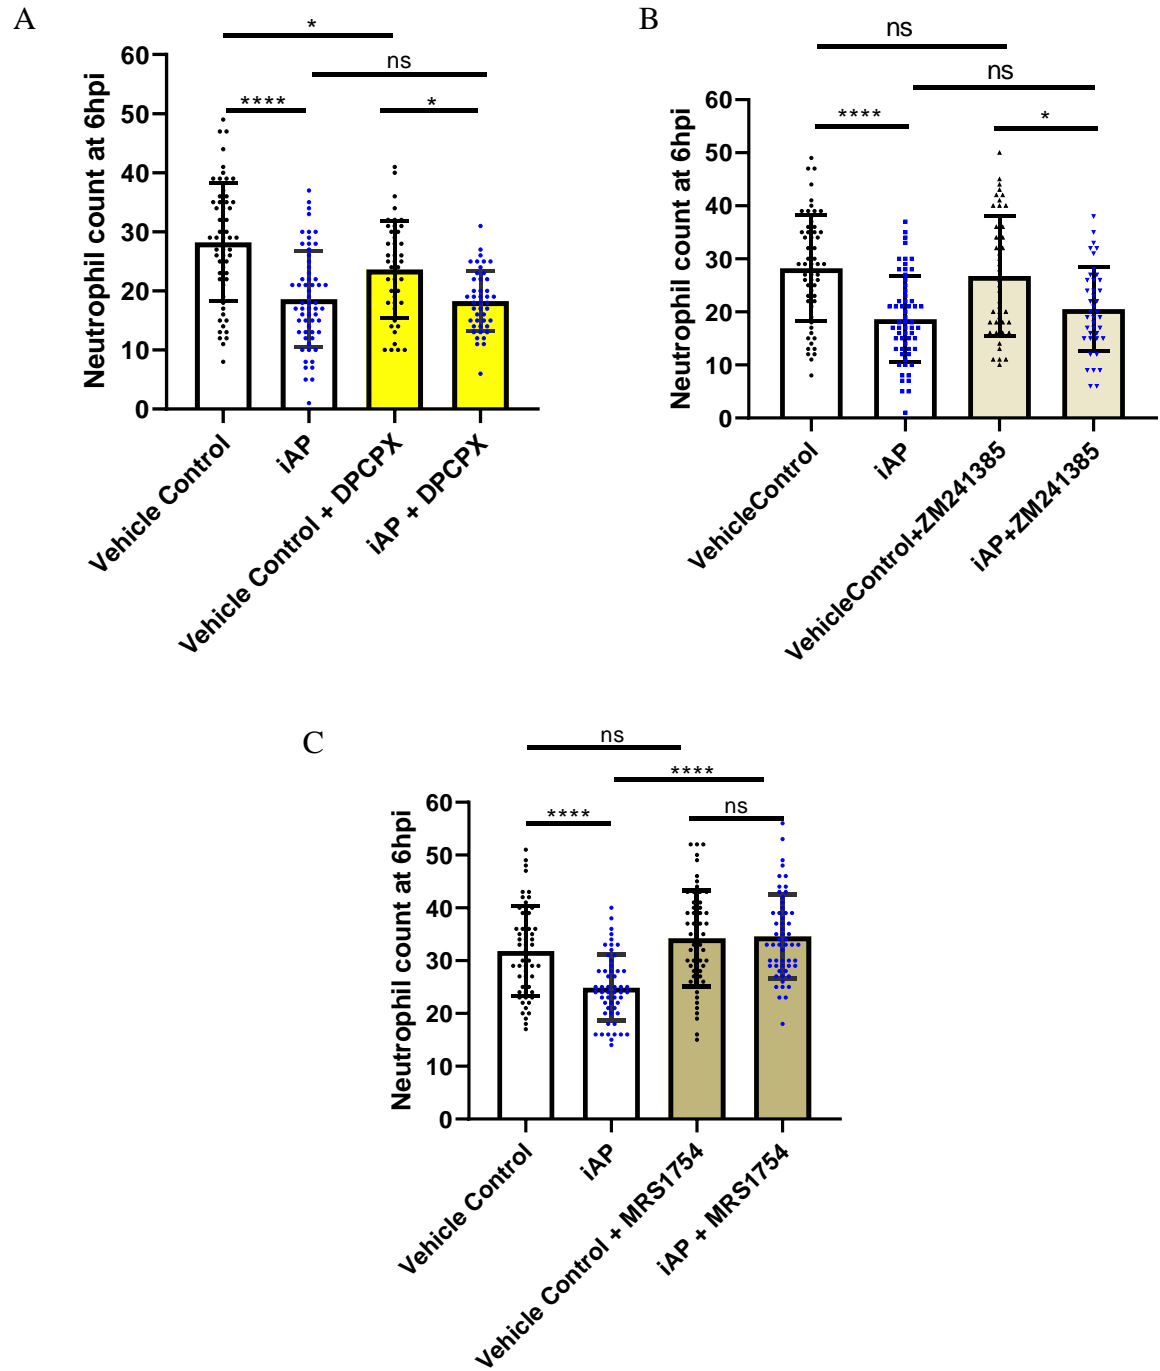 A
*
ns
****
*
Neutrophil count at 6hpi
60
50
40
30
20
10
0
Vehicle Control
iAP
Vehicle Control + DPCPX
iAP + DPCPX
B
ns
ns
****
*
Neutrophil count at 6hpi
60
50
40
30
20
10
0
VehicleControl
iAP
VehicleControl+ZM241385
iAP+ZM241385
C
ns
****
****
ns
Neutrophil count at 6hpi
60
50
40
30
20
10
0
Vehicle Control
iAP
Vehicle Control + MRS1754
iAP + MRS1754